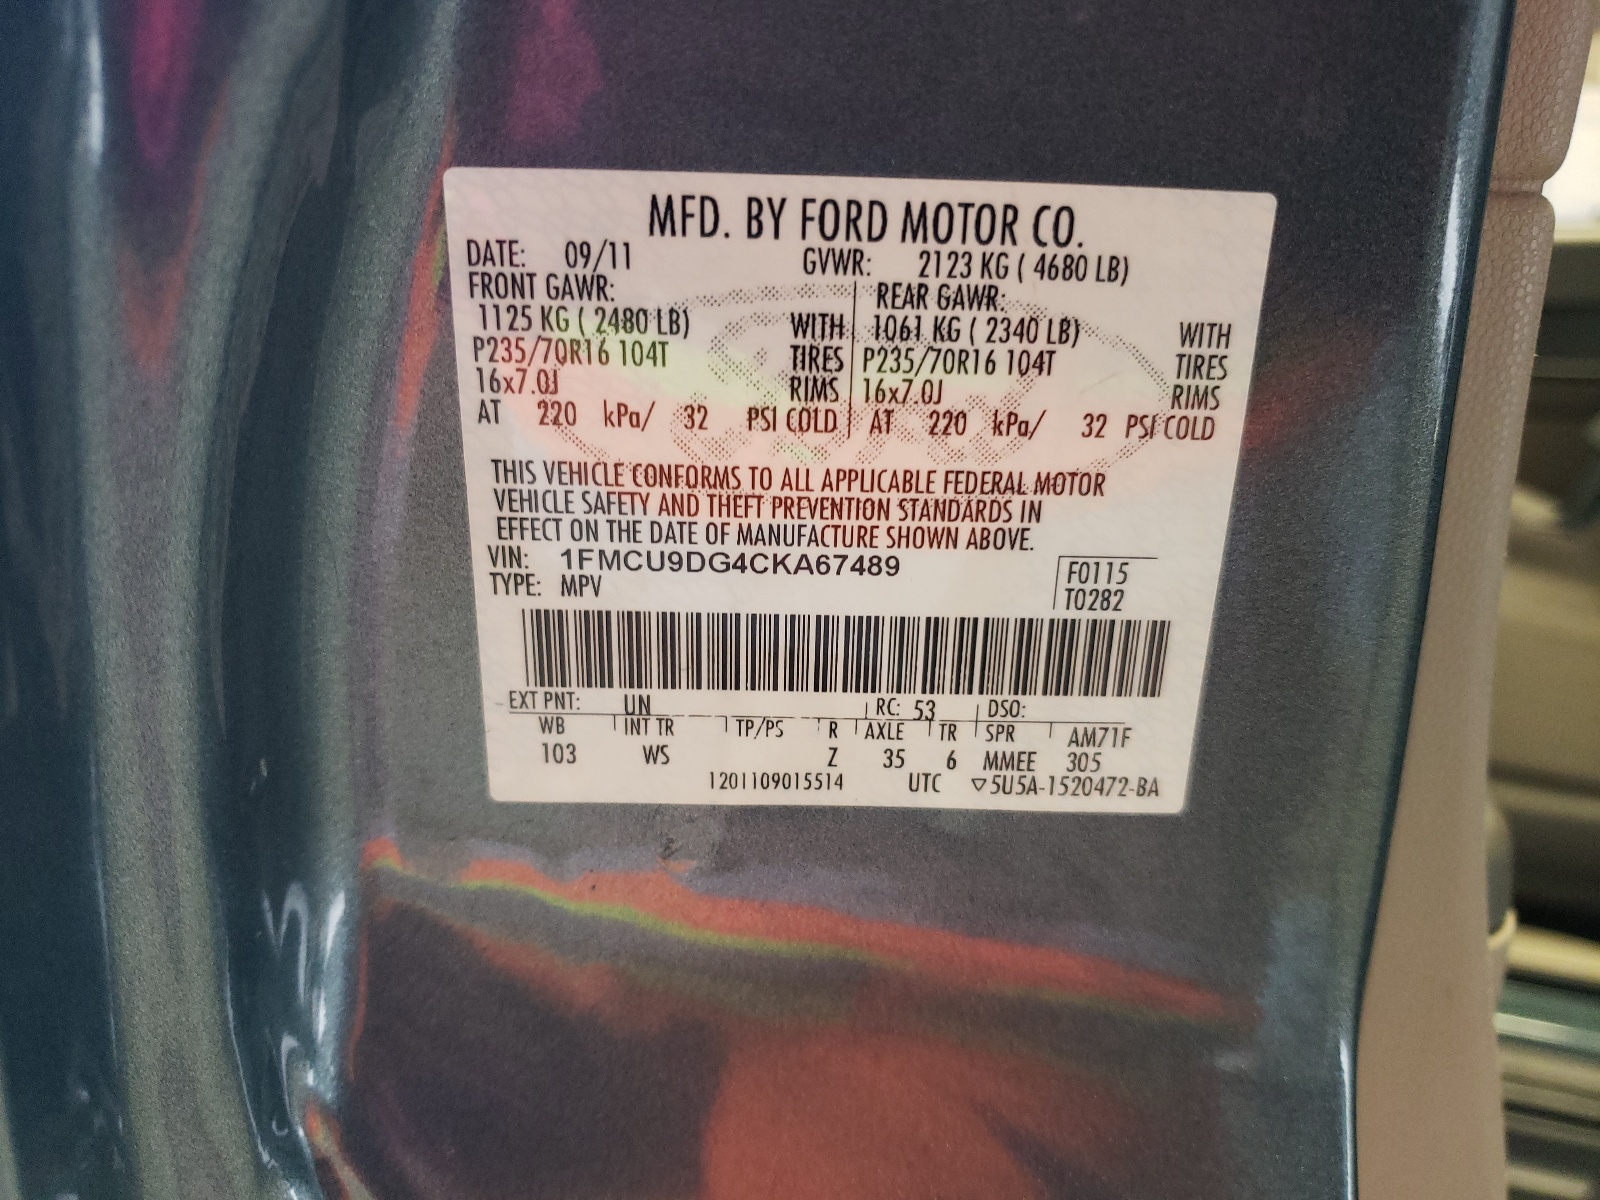 MFD. BY FORD MOTOR CO.
DATE: 09/11 GVWR: 2123 KG ( 4680 LB)
FRONT GAWR: REAR GAWR:
1125 KG ( 2480 LB) WITH 1061 KG ( 2340 LB) WITH
P235/70R16 104T TIRES P235/70R16 104T TIRES
16x7.0J RIMS 16x7.0J RIMS
AT 220 kPa/ 32 PSI COLD AT 220 kPa/ 32 PSI COLD
THIS VEHICLE CONFORMS TO ALL APPLICABLE FEDERAL MOTOR
VEHICLE SAFETY AND THEFT PREVENTION STANDARDS IN
EFFECT ON THE DATE OF MANUFACTURE SHOWN ABOVE.
VIN: 1FMCU9DG4CKA67489 F0115
TYPE: MPV T0282
EXT PNT: UN RC: 53 DSO:
WB INT TR TP/PS R AXLE TR SPR AM71F
103 WS Z 35 6 MMEE 305
1201109015514 UTC ▽5U5A-1520472-BA